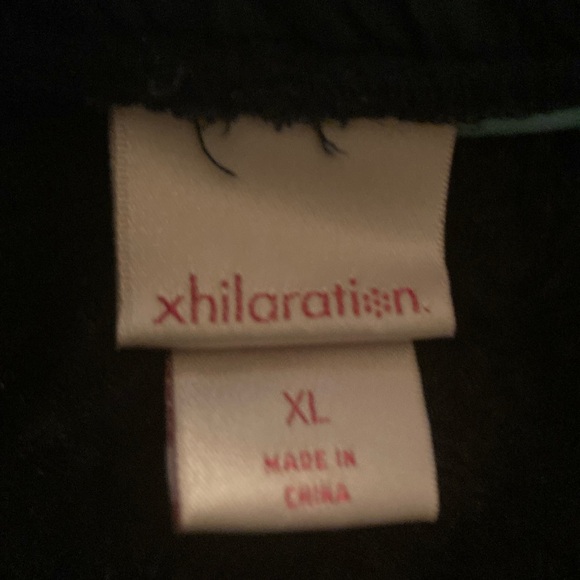 xhilaration.
XL
MADE IN
CHINA